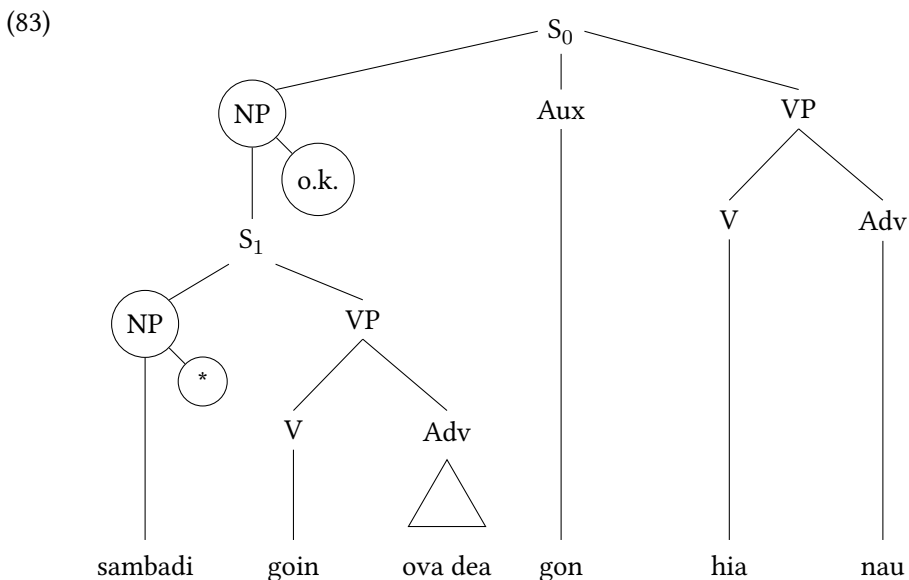 (83)
S₀
NP Aux VP
o.k.
V Adv
S₁
NP VP
*
V Adv
sambadi goin ova dea gon hia nau